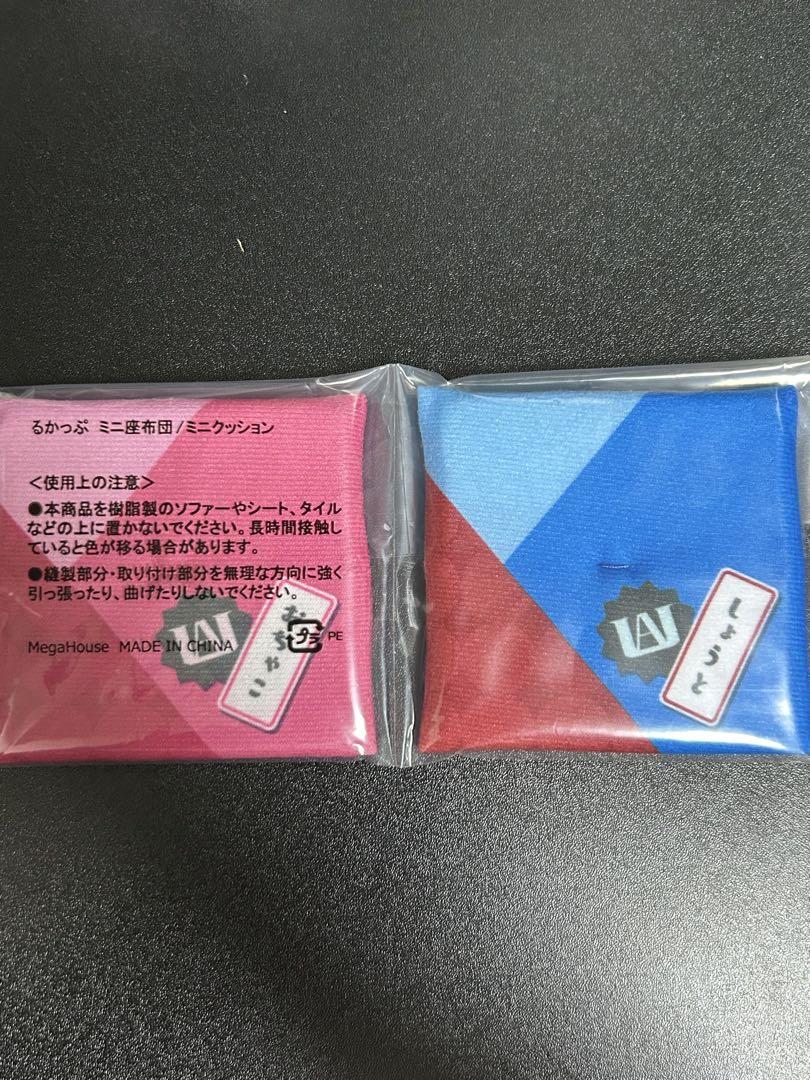 るかっぷ ミニ座布団/ミニクッション
<使用上の注意>
●本商品を樹脂製のソファーやシート、タイル
などの上に置かないでください。長時間接触し
ていると色が移る場合があります。
●縫製部分・取り付け部分を無理な方向に強く
引っ張ったり、曲げたりしないでください。
MegaHouse MADE IN CHINA
プラ
PE
UA
おちゃこ
UA
しょうと